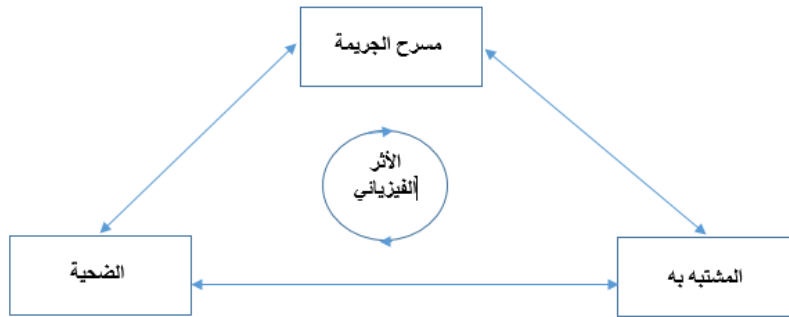 مسرح الجريمة
الأثر
الفيزيائي
المشتبه به
الضحية